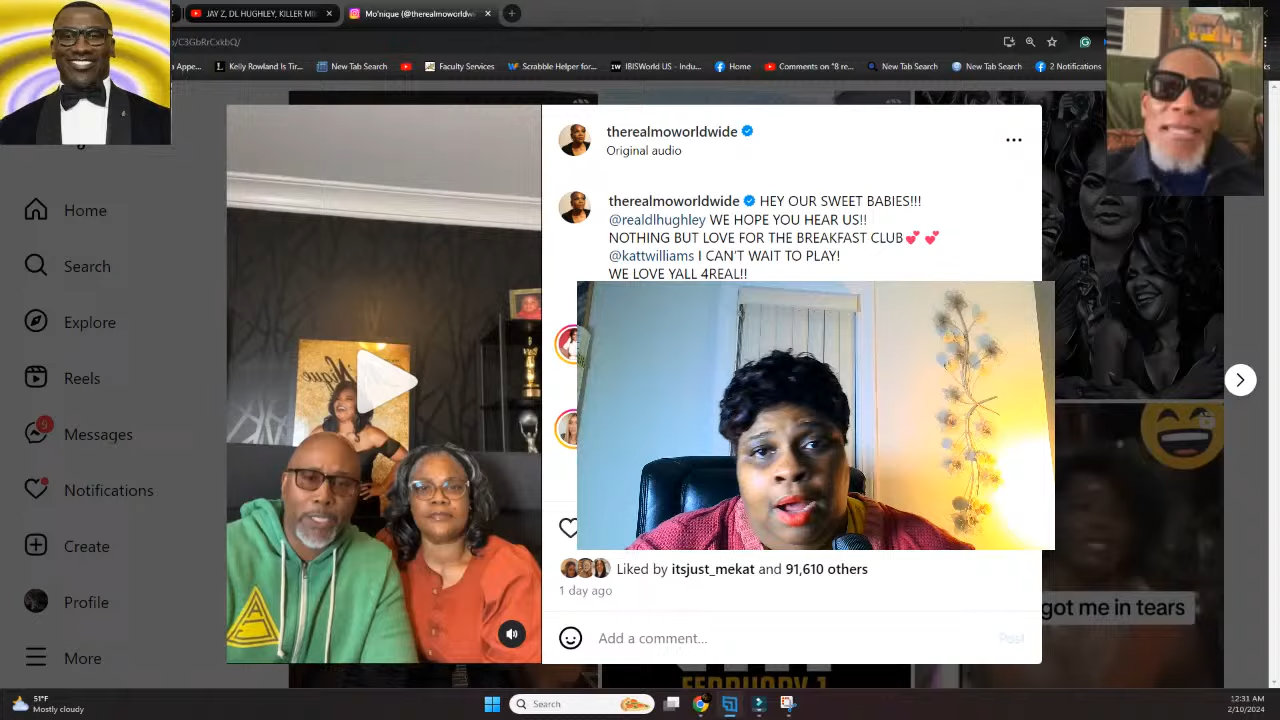 JAY Z, DL HUGHLEY, KILLER MI
Mo'nique (@therealmoworldw
/C3GbRrCxkbQ/
Appe...
Kelly Rowland Is Tir...
New Tab Search
Faculty Services
Scrabble Helper for...
IBISWorld US - Indu...
Home
Comments on "8 re...
New Tab Search
New Tab Search
2 Notifications
Home
Search
Explore
Reels
9
Messages
Notifications
Create
Profile
More
therealmoworldwide
Original audio
therealmoworldwide HEY OUR SWEET BABIES!!!
@realdlhughley WE HOPE YOU HEAR US!!
NOTHING BUT LOVE FOR THE BREAKFAST CLUB💕 💕
@kattwilliams I CAN'T WAIT TO PLAY!
WE LOVE YALL 4REAL!!
Liked by itsjust_mekat and 91,610 others
1 day ago
Add a comment...
Post
got me in tears
FEBRUARY 1
51°F
Mostly cloudy
Search
12:31 AM
2/10/2024